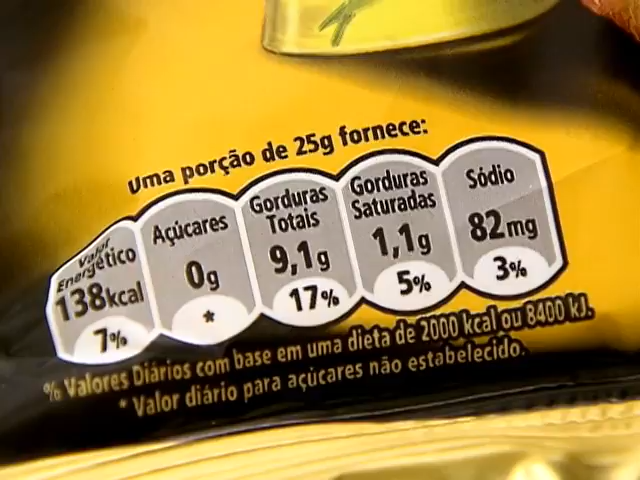 Uma porção de 25g fornece:
Valor
Energético
138kcal
7%
Açúcares
0g
*
Gorduras
Totais
9,1g
17%
Gorduras
Saturadas
1,1g
5%
Sódio
82mg
3%
% Valores Diários com base em uma dieta de 2000 kcal ou 8400 kJ.
* Valor diário para açúcares não estabelecido.